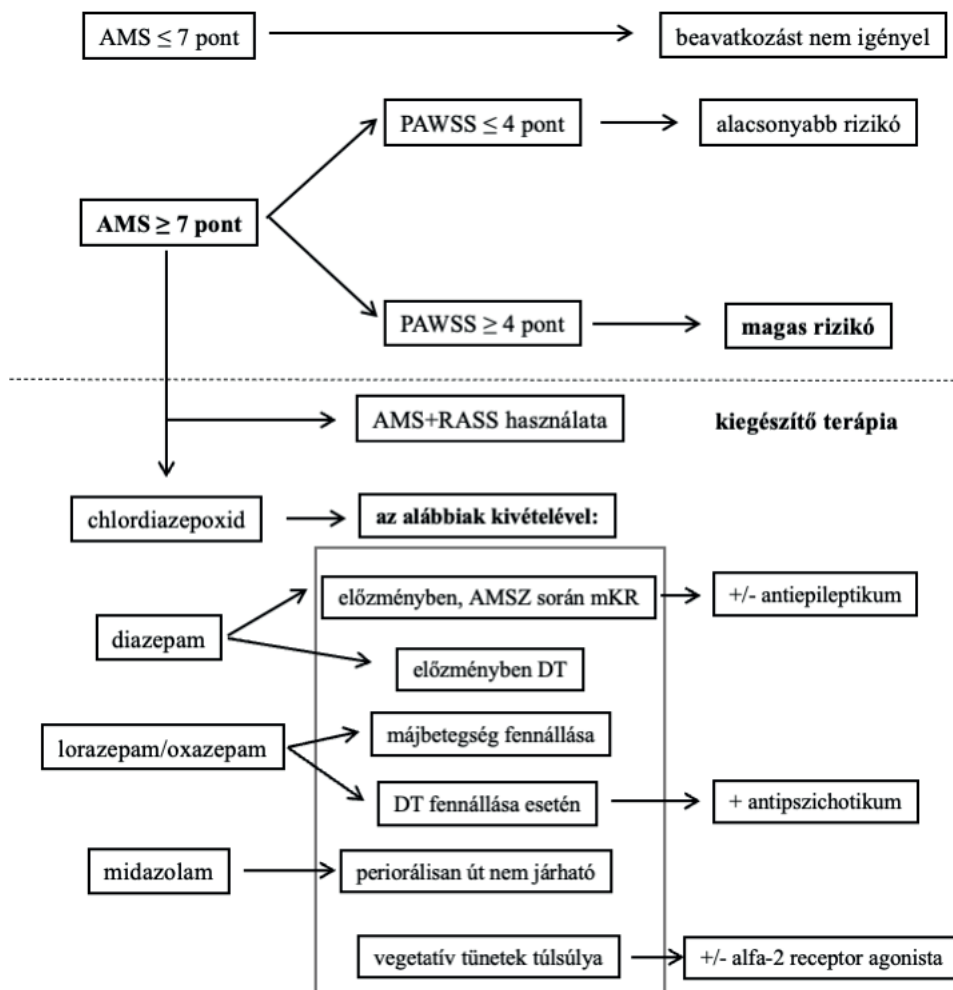 AMS ≤ 7 pont
beavatkozást nem igényel
PAWSS ≤ 4 pont
alacsonyabb rizikó
AMS ≥ 7 pont
PAWSS ≥ 4 pont
magas rizikó
AMS+RASS használata
kiegészítő terápia
chlordiazepoxid
az alábbiak kivételével:
előzményben, AMSZ során mKR
+/- antiepileptikum
diazepam
előzményben DT
májbetegség fennállása
lorazepam/oxazepam
DT fennállása esetén
+ antipszichotikum
midazolam
periorálisan út nem járható
vegetatív tünetek túlsúlya
+/- alfa-2 receptor agonista